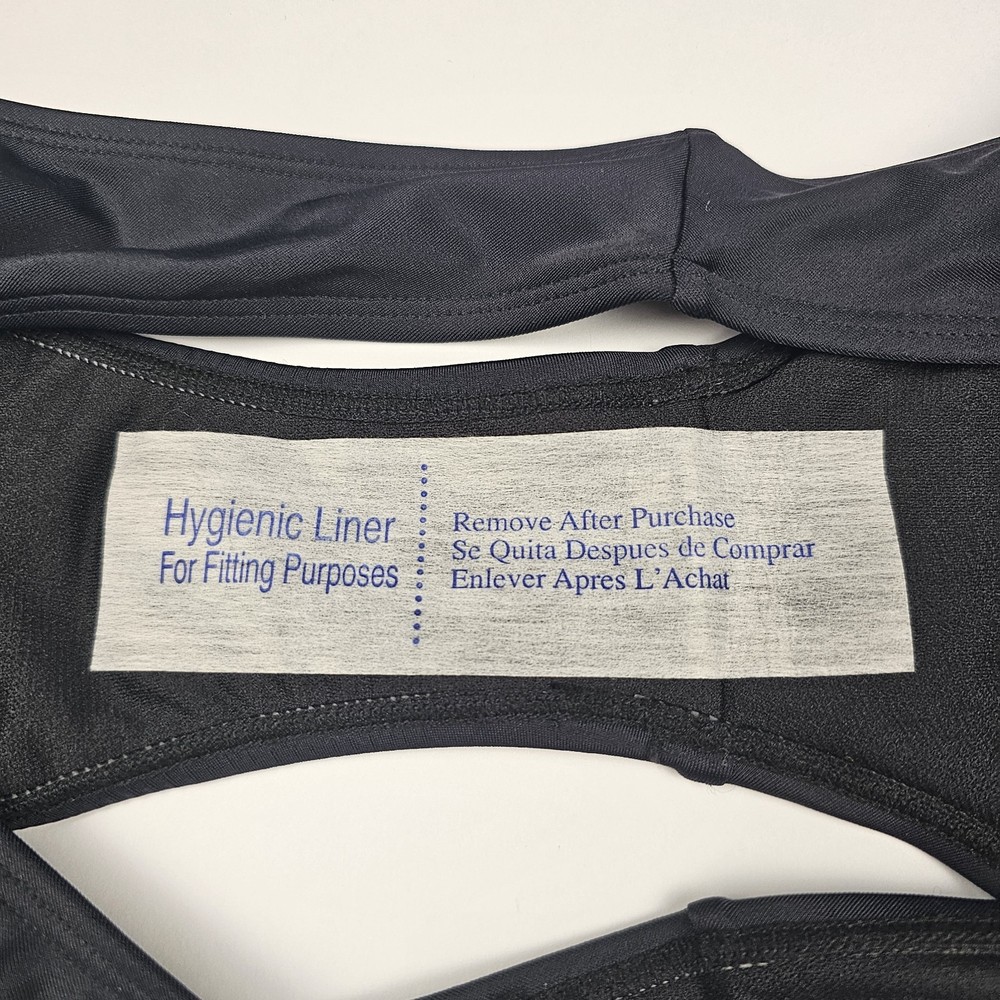 Hygienic Liner
For Fitting Purposes
Remove After Purchase
Se Quita Despues de Comprar
Enlever Apres L'Achat